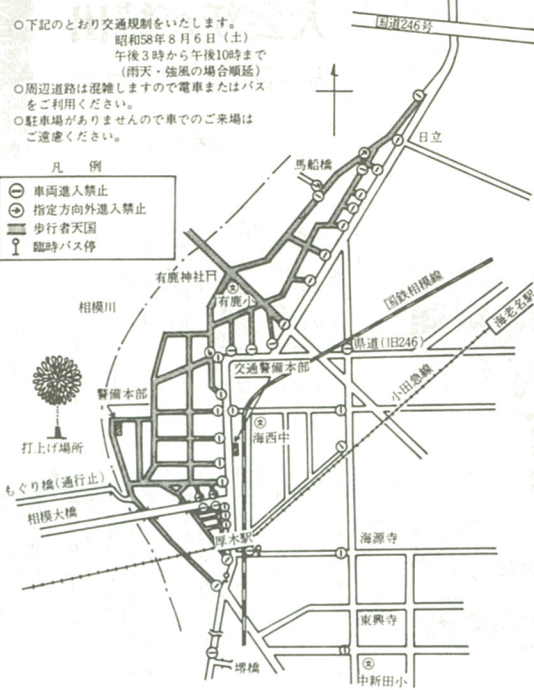 ○下記のとおり交通規制をいたします。
昭和58年8月6日(土)
午後3時から午後10時まで
(雨天・強風の場合順延)
○周辺道路は混雑しますので電車またはバス
をご利用ください。
○駐車場がありませんので車でのご来場は
ご遠慮ください。
凡例
車両進入禁止
指定方向外進入禁止
歩行者天国
臨時バス停
国道246号
日立
馬船橋
有鹿神社
有鹿小
相模川
国鉄相模線
海老名駅
県道(旧246)
交通警備本部
小田急線
警備本部
海西中
打上げ場所
もぐり橋(通行止)
相模大橋
厚木駅
海源寺
東興寺
堺橋
中新田小